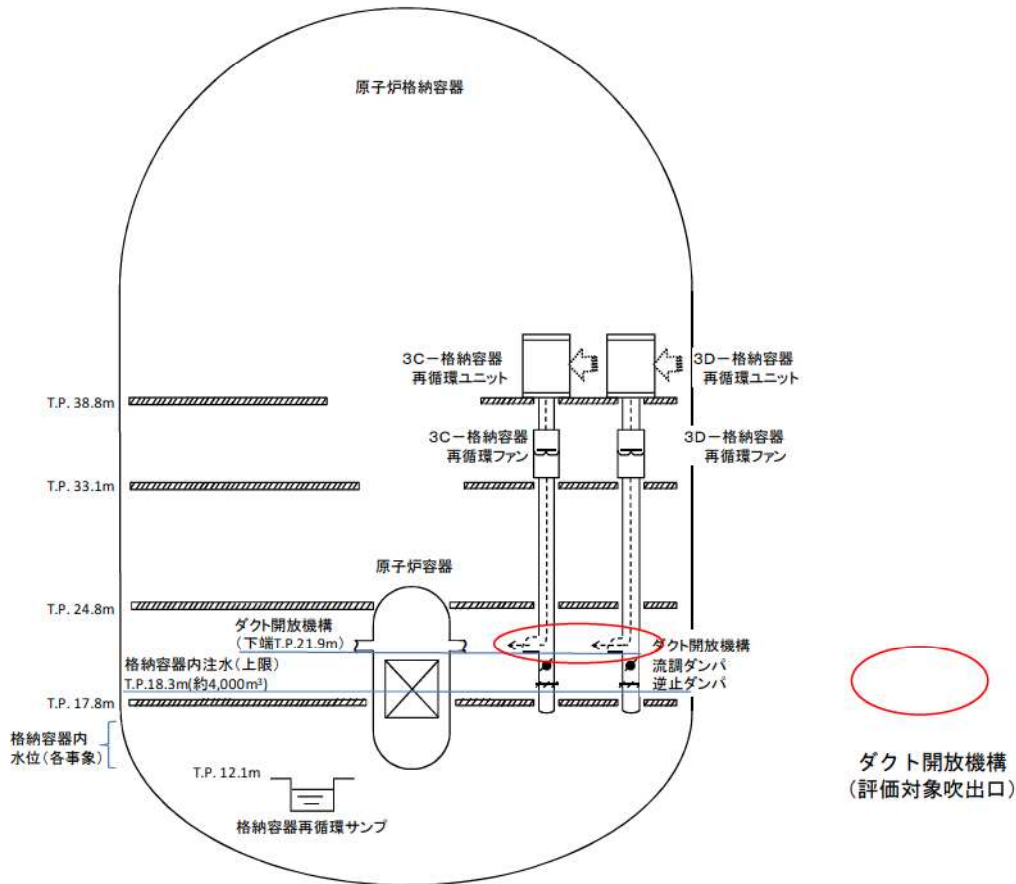 原子炉格納容器
3C－格納容器
再循環ユニット
3D－格納容器
再循環ユニット
T.P. 38.8m
3C－格納容器
再循環ファン
3D－格納容器
再循環ファン
T.P. 33.1m
原子炉容器
T.P. 24.8m
ダクト開放機構
（下端T.P.21.9m）
ダクト開放機構
格納容器内注水（上限）
流調ダンパ
T.P.18.3m(約4,000m³)
逆止ダンパ
T.P. 17.8m
格納容器内
水位（各事象）
T.P. 12.1m
格納容器再循環サンプ
ダクト開放機構
（評価対象吹出口）